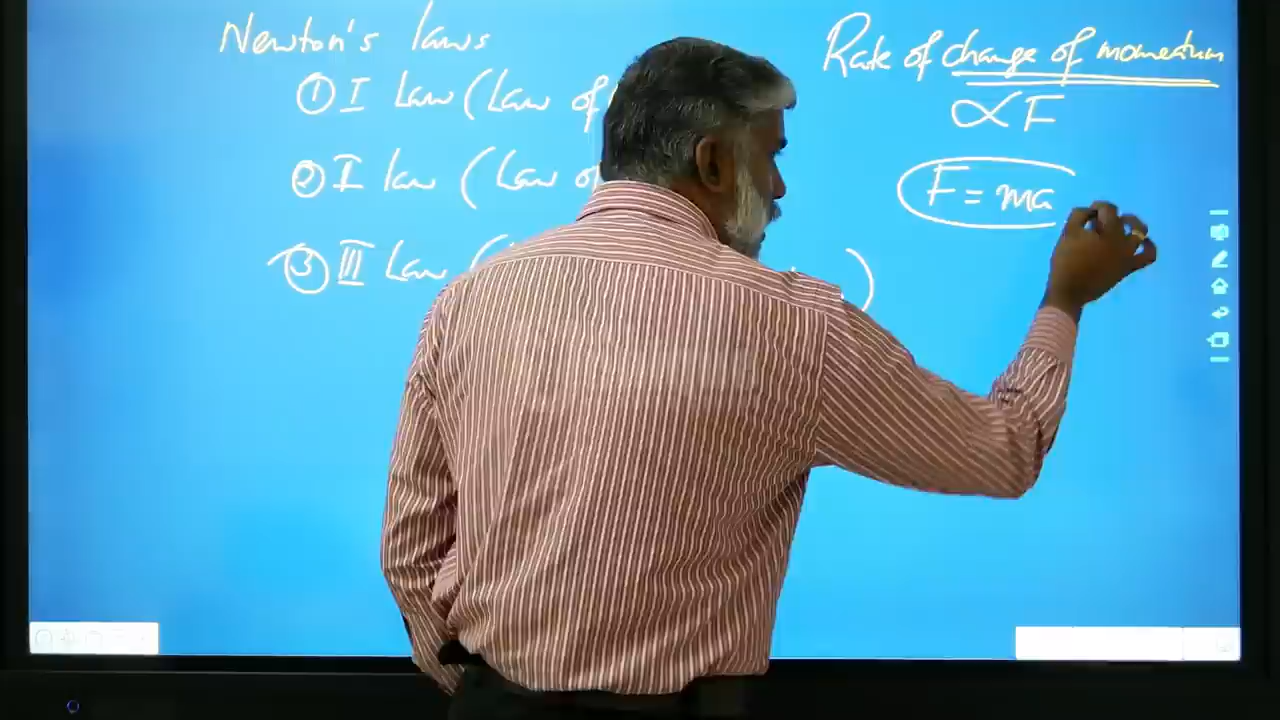 Newton's laws
① I Law (Law of
② I law (Law of
③ III Law ( )
Rate of change of momentum
∝ F
F = ma